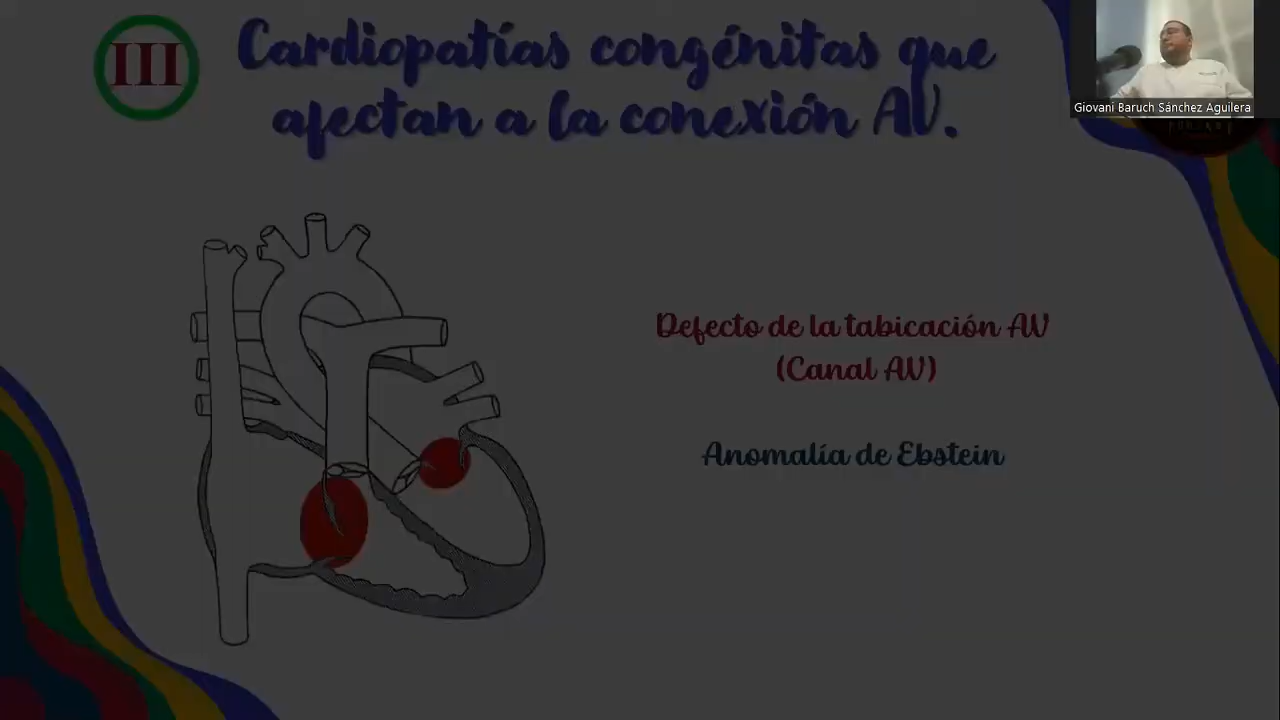 III
Cardiopatías congénitas que
afectan a la conexión AV.
Giovani Baruch Sánchez Aguilera
Defecto de la tabicación AV
(Canal AV)
Anomalía de Ebstein